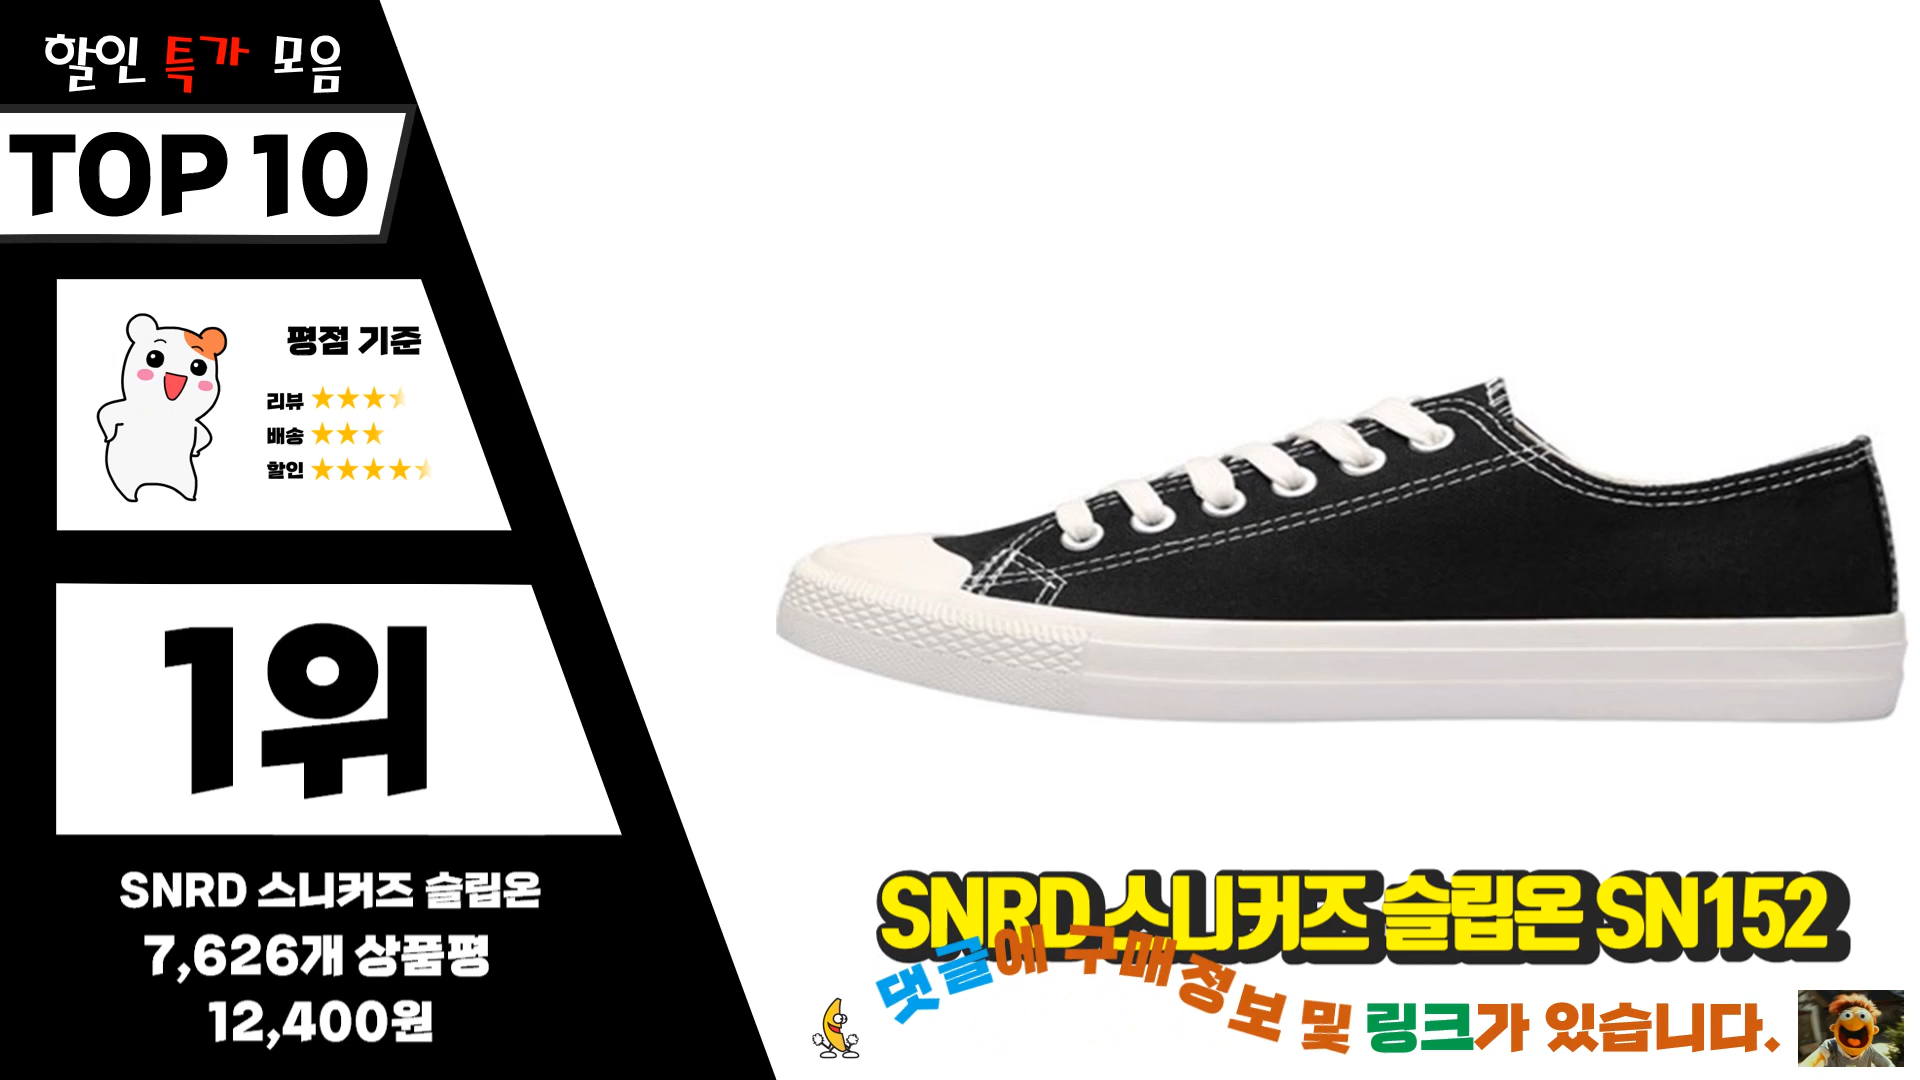 할인 특가 모음
TOP 10
평점 기준
리뷰
배송
할인
1위
SNRD 스니커즈 슬립온
7,626개 상품평
12,400원
SNRD 스니커즈 슬립온 SN152
댓글에 구매 정보 및 링크가 있습니다.